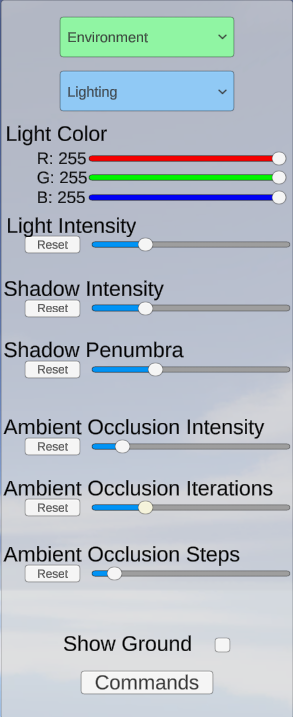 Environment
Lighting
Light Color
R: 255
G: 255
B: 255
Light Intensity
Reset
Shadow Intensity
Reset
Shadow Penumbra
Reset
Ambient Occlusion Intensity
Reset
Ambient Occlusion Iterations
Reset
Ambient Occlusion Steps
Reset
Show Ground
Commands